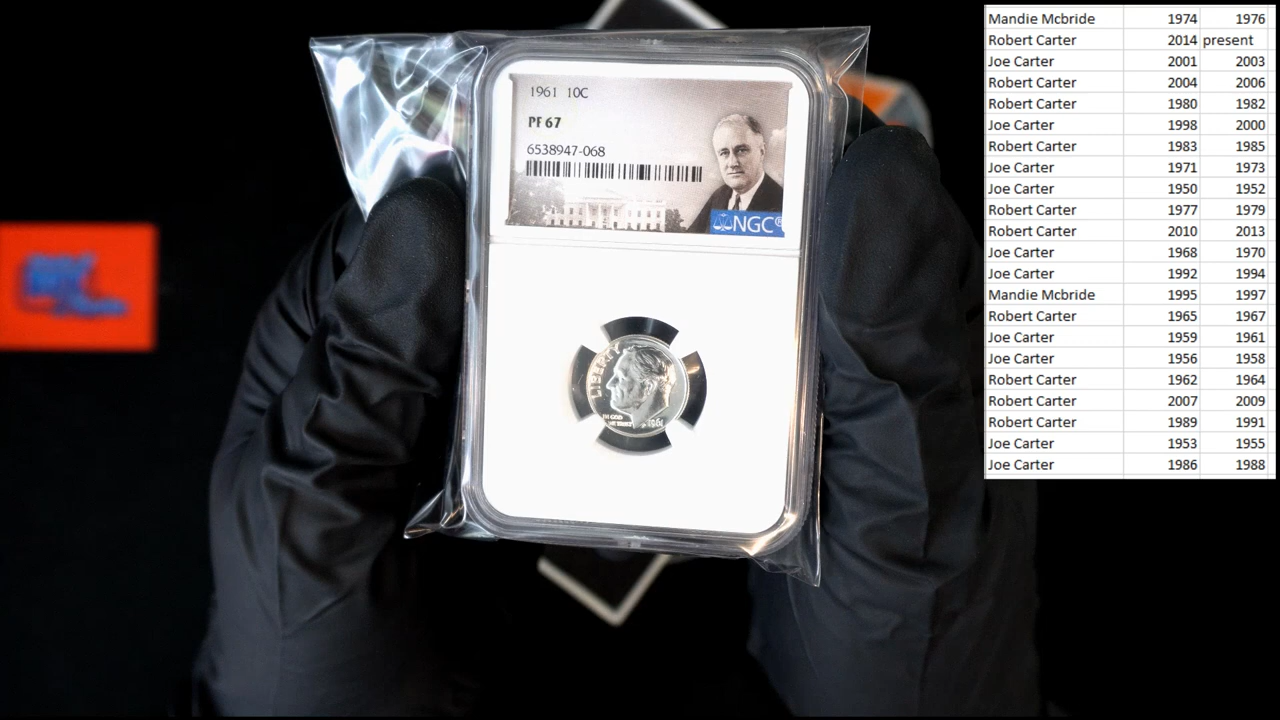 1961 10C
PF 67
6538947-068
NGC®
LIBERTY
IN GOD
WE TRUST
1961
Mandie Mcbride 1974 1976
Robert Carter 2014 present
Joe Carter 2001 2003
Robert Carter 2004 2006
Robert Carter 1980 1982
Joe Carter 1998 2000
Robert Carter 1983 1985
Joe Carter 1971 1973
Joe Carter 1950 1952
Robert Carter 1977 1979
Robert Carter 2010 2013
Joe Carter 1968 1970
Joe Carter 1992 1994
Mandie Mcbride 1995 1997
Robert Carter 1965 1967
Joe Carter 1959 1961
Joe Carter 1956 1958
Robert Carter 1962 1964
Robert Carter 2007 2009
Robert Carter 1989 1991
Joe Carter 1953 1955
Joe Carter 1986 1988